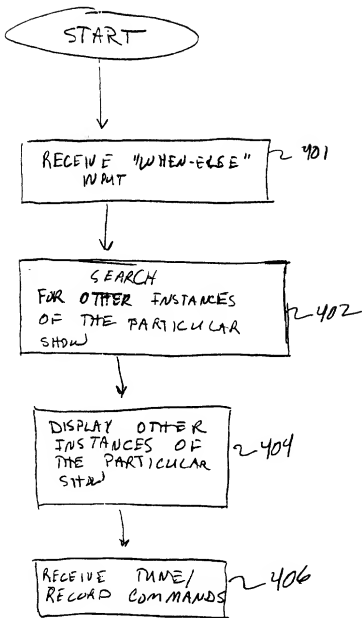 START
RECEIVE "WHEN-ELSE"
INPUT
401
SEARCH
FOR OTHER INSTANCES
OF THE PARTICULAR
SHOW
402
DISPLAY OTHER
INSTANCES OF
THE PARTICULAR
SHOW
404
RECEIVE TUNE/
RECORD COMMANDS
406